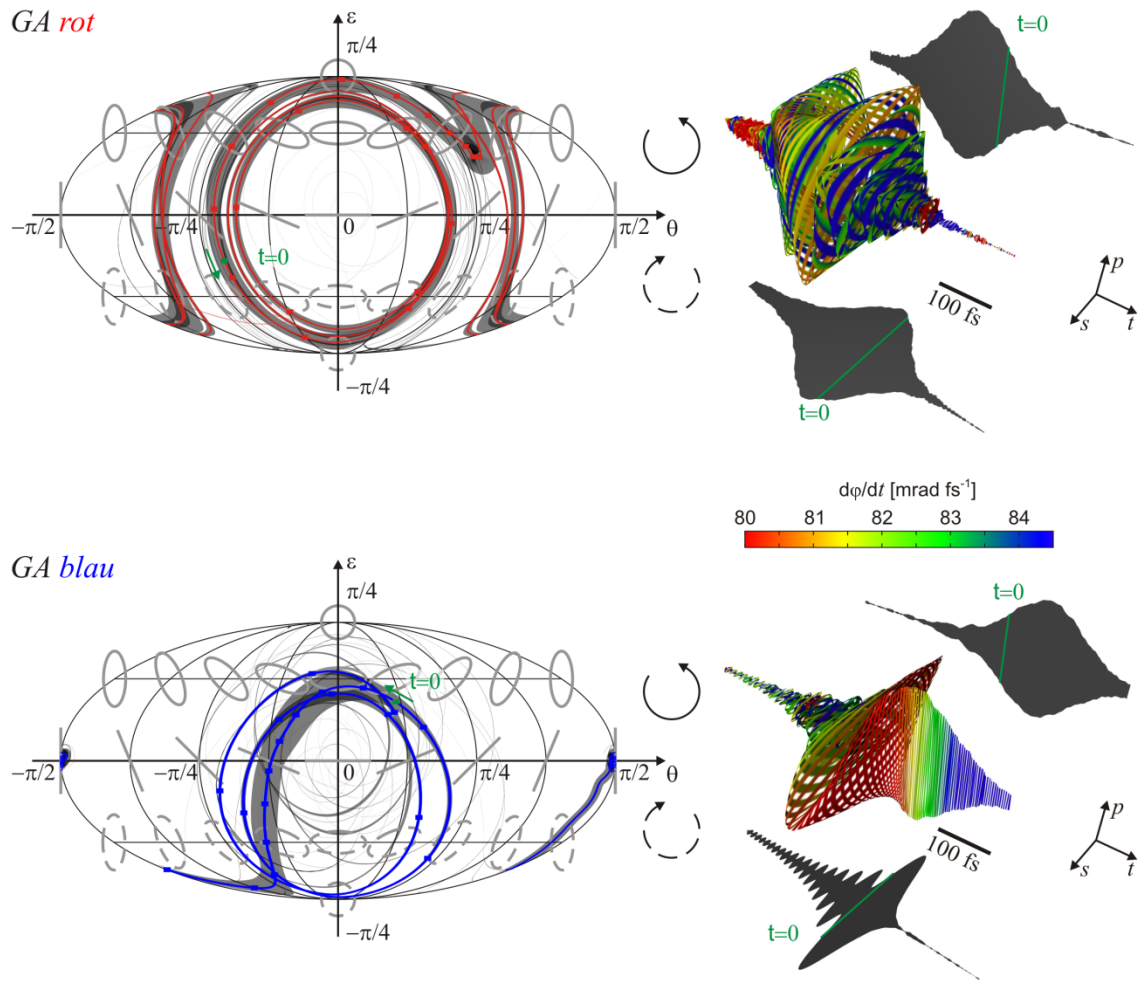 GA rot
ε
π/4
t=0
−π/2
−π/4
0
π/4
π/2
θ
t=0
−π/4
100 fs
p
s
t
t=0
dφ/dt [mrad fs⁻¹]
80 81 82 83 84
GA blau
ε
π/4
t=0
t=0
−π/2
−π/4
0
π/4
π/2
θ
100 fs
p
s
t
−π/4
t=0